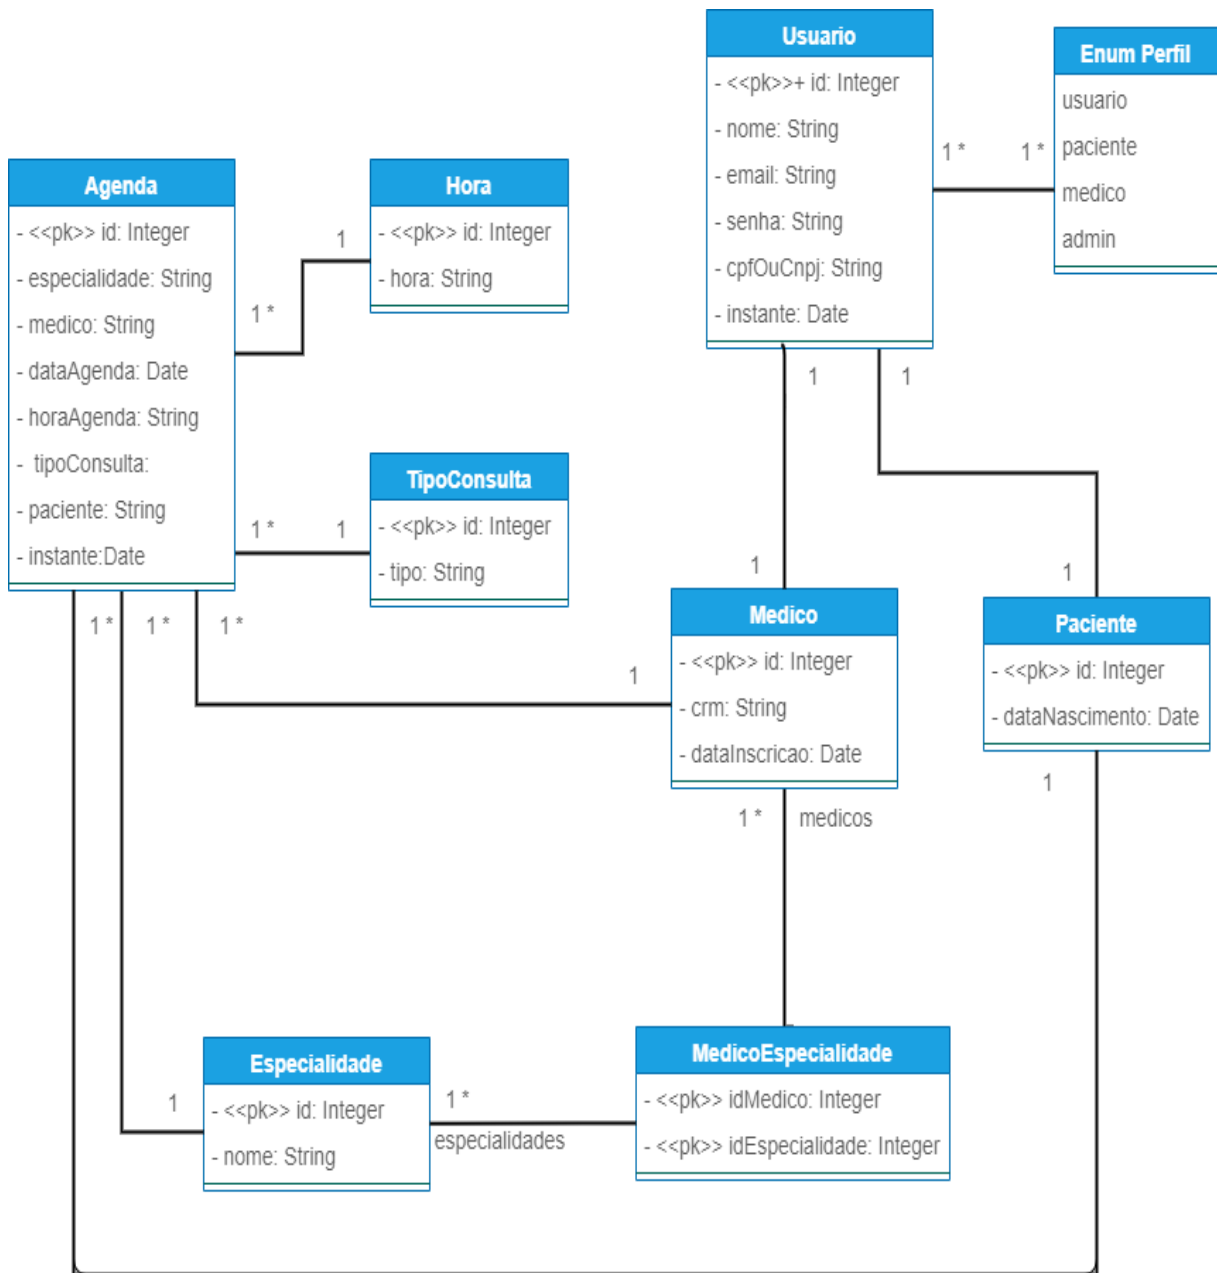 Usuario
- <<pk>>+ id: Integer
- nome: String
- email: String
- senha: String
- cpfOuCnpj: String
- instante: Date
Enum Perfil
usuario
paciente
medico
admin
1 *
1 *
Agenda
- <<pk>> id: Integer
- especialidade: String
- medico: String
- dataAgenda: Date
- horaAgenda: String
- tipoConsulta:
- paciente: String
- instante:Date
Hora
- <<pk>> id: Integer
- hora: String
1
1 *
TipoConsulta
- <<pk>> id: Integer
- tipo: String
1 *
1
1
1
1
1
Medico
- <<pk>> id: Integer
- crm: String
- dataInscricao: Date
Paciente
- <<pk>> id: Integer
- dataNascimento: Date
1 *
1 *
1 *
1
1
1 *
medicos
Especialidade
- <<pk>> id: Integer
- nome: String
MedicoEspecialidade
- <<pk>> idMedico: Integer
- <<pk>> idEspecialidade: Integer
1
1 *
especialidades